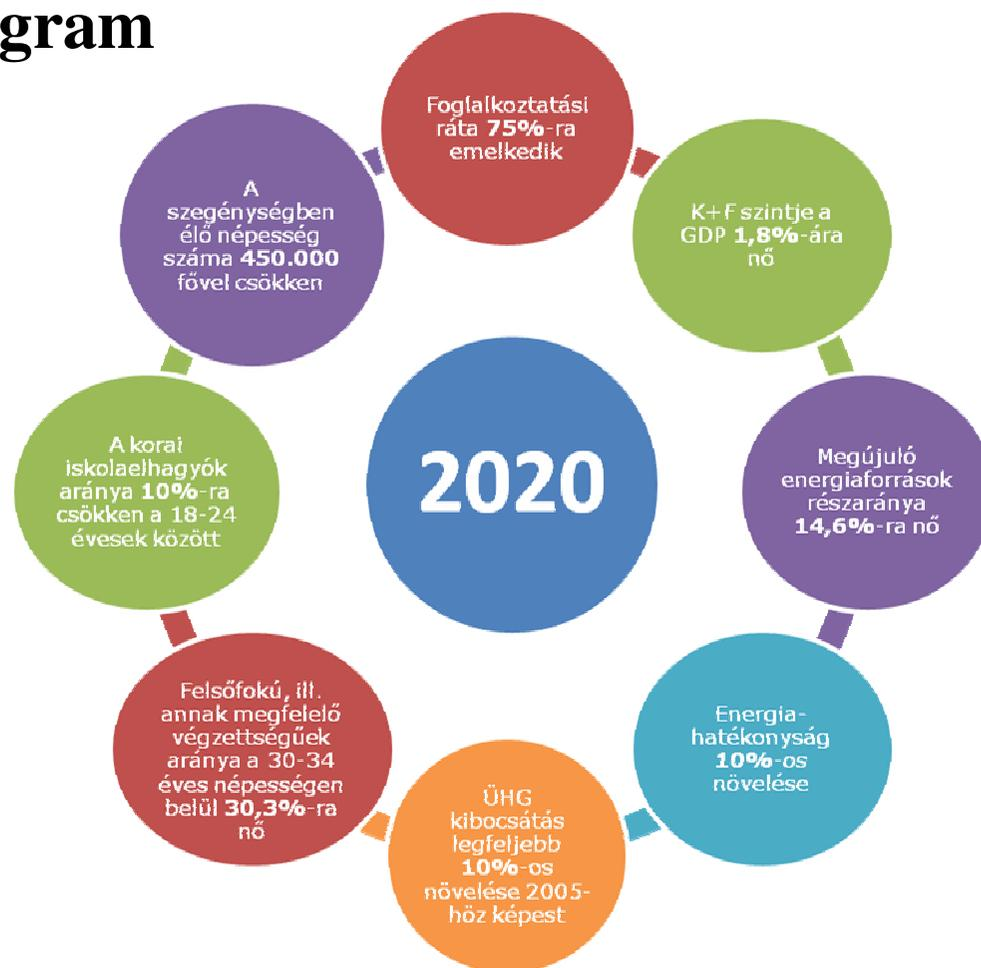 gram
Foglalkoztatási
ráta 75%-ra
emelkedik
K+F szintje a
GDP 1,8%-ára
nő
Megújuló
energiaforrások
részaránya
14,6%-ra nő
Energia-
hatékonyság
10%-os
növelése
ÜHG
kibocsátás
legfeljebb
10%-os
növelése 2005-
höz képest
Felsőfokú, ill.
annak megfelelő
végzettségűek
aránya a 30-34
éves népességen
belül 30,3%-ra
nő
A korai
iskolaelhagyók
aránya 10%-ra
csökken a 18-24
évesek között
A
szegénységben
élő népesség
száma 450.000
fővel csökken
2020